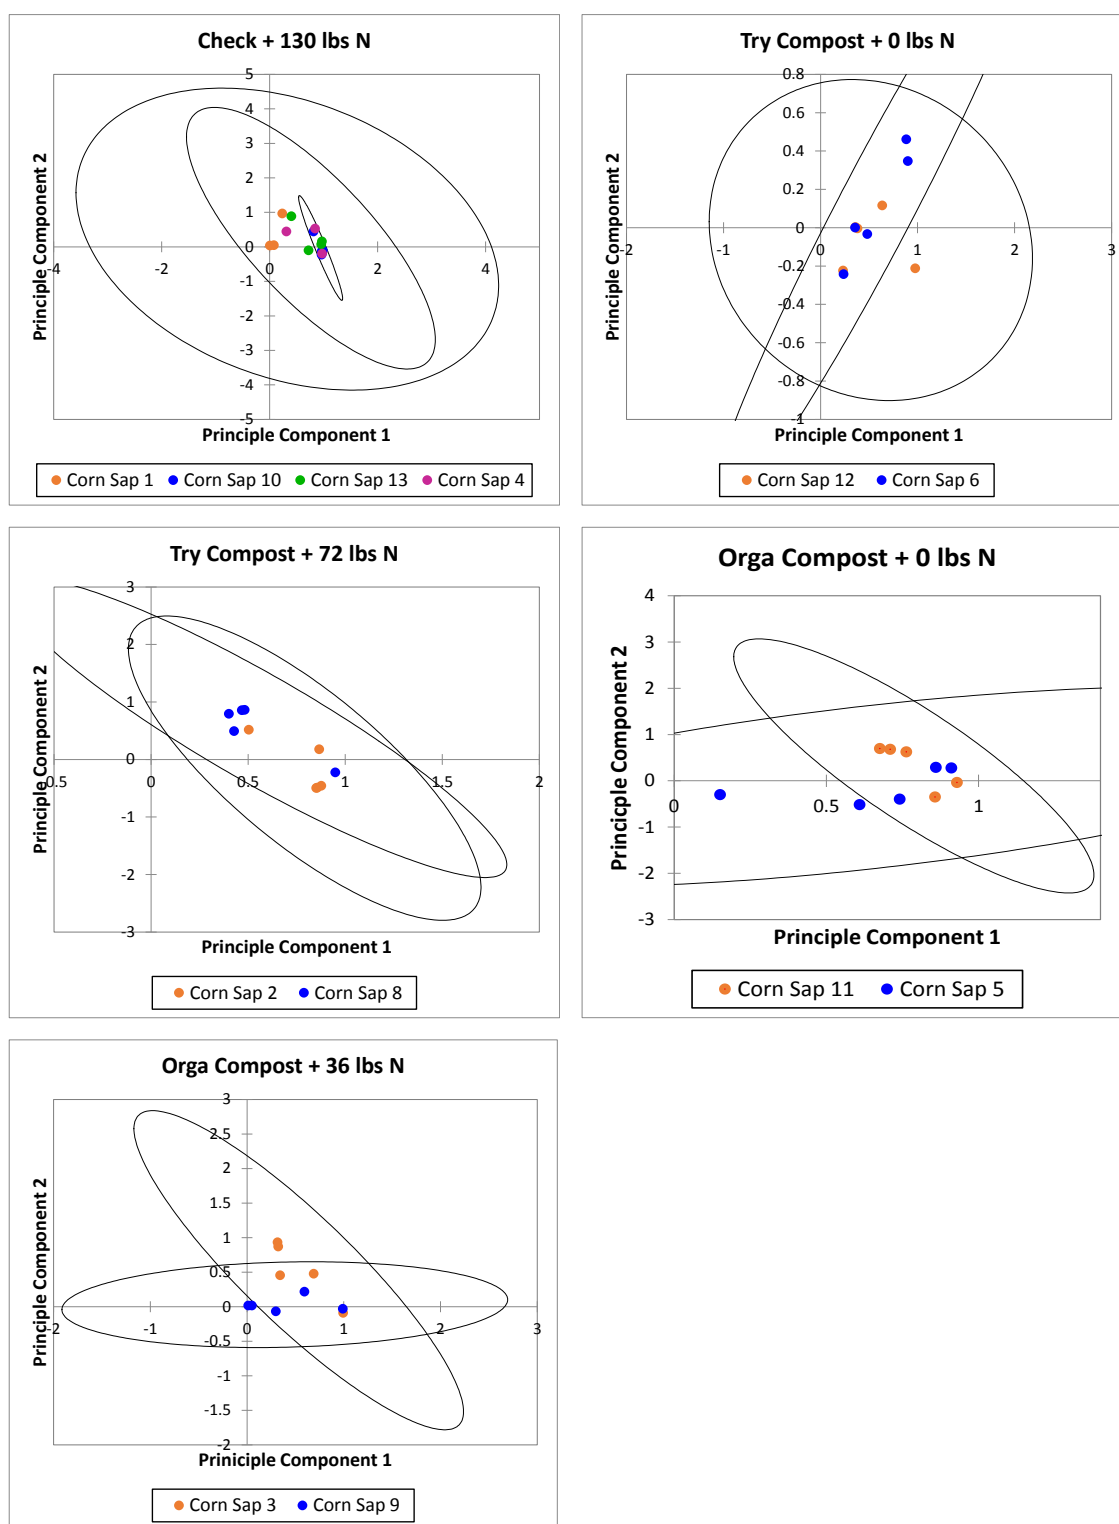 Check + 130 lbs N
5
4
3
2
1
0
-1
-2
-3
-4
-5
-4
-2
0
2
4
Principle Component 2
Principle Component 1
Corn Sap 1
Corn Sap 10
Corn Sap 13
Corn Sap 4
Try Compost + 0 lbs N
0.8
0.6
0.4
0.2
0
-0.2
-0.4
-0.6
-0.8
-1
-2
-1
0
1
2
3
Principle Component 2
Principle Component 1
Corn Sap 12
Corn Sap 6
Try Compost + 72 lbs N
3
2
1
0
-1
-2
-3
-0.5
0
0.5
1
1.5
2
Principle Component 2
Principle Component 1
Corn Sap 2
Corn Sap 8
Orga Compost + 0 lbs N
4
3
2
1
0
-1
-2
-3
0
0.5
1
Princicple Component 2
Principle Component 1
Corn Sap 11
Corn Sap 5
Orga Compost + 36 lbs N
3
2.5
2
1.5
1
0.5
0
-0.5
-1
-1.5
-2
-2
-1
0
1
2
3
Principle Component 2
Priniciple Component 1
Corn Sap 3
Corn Sap 9